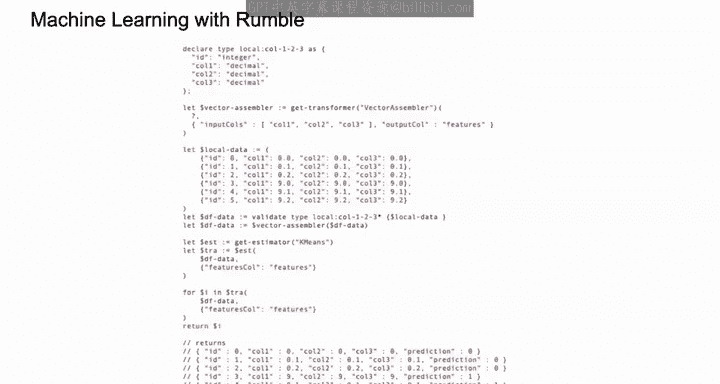 Machine Learning with Rumble
declare type local:col-1-2-3 as {
"id": "integer",
"col1": "decimal",
"col2": "decimal",
"col3": "decimal"
};
let $vector-assembler := get-transformer("VectorAssembler")(
?,
{ "inputCols" : [ "col1", "col2", "col3" ], "outputCol" : "features" }
)
let $local-data := (
{"id": 0, "col1": 0.0, "col2": 0.0, "col3": 0.0},
{"id": 1, "col1": 0.1, "col2": 0.1, "col3": 0.1},
{"id": 2, "col1": 0.2, "col2": 0.2, "col3": 0.2},
{"id": 3, "col1": 9.0, "col2": 9.0, "col3": 9.0},
{"id": 4, "col1": 9.1, "col2": 9.1, "col3": 9.1},
{"id": 5, "col1": 9.2, "col2": 9.2, "col3": 9.2}
)
let $df-data := validate type local:col-1-2-3* {$local-data }
let $df-data := $vector-assembler($df-data)
let $est := get-estimator("KMeans")
let $tra := $est(
$df-data,
{"featuresCol": "features"}
)
for $i in $tra(
$df-data,
{"featuresCol": "features"}
)
return $i
// returns
// { "id" : 0, "col1" : 0, "col2" : 0, "col3" : 0, "prediction" : 0 }
// { "id" : 1, "col1" : 0.1, "col2" : 0.1, "col3" : 0.1, "prediction" : 0 }
// { "id" : 2, "col1" : 0.2, "col2" : 0.2, "col3" : 0.2, "prediction" : 0 }
// { "id" : 3, "col1" : 9, "col2" : 9, "col3" : 9, "prediction" : 1 }